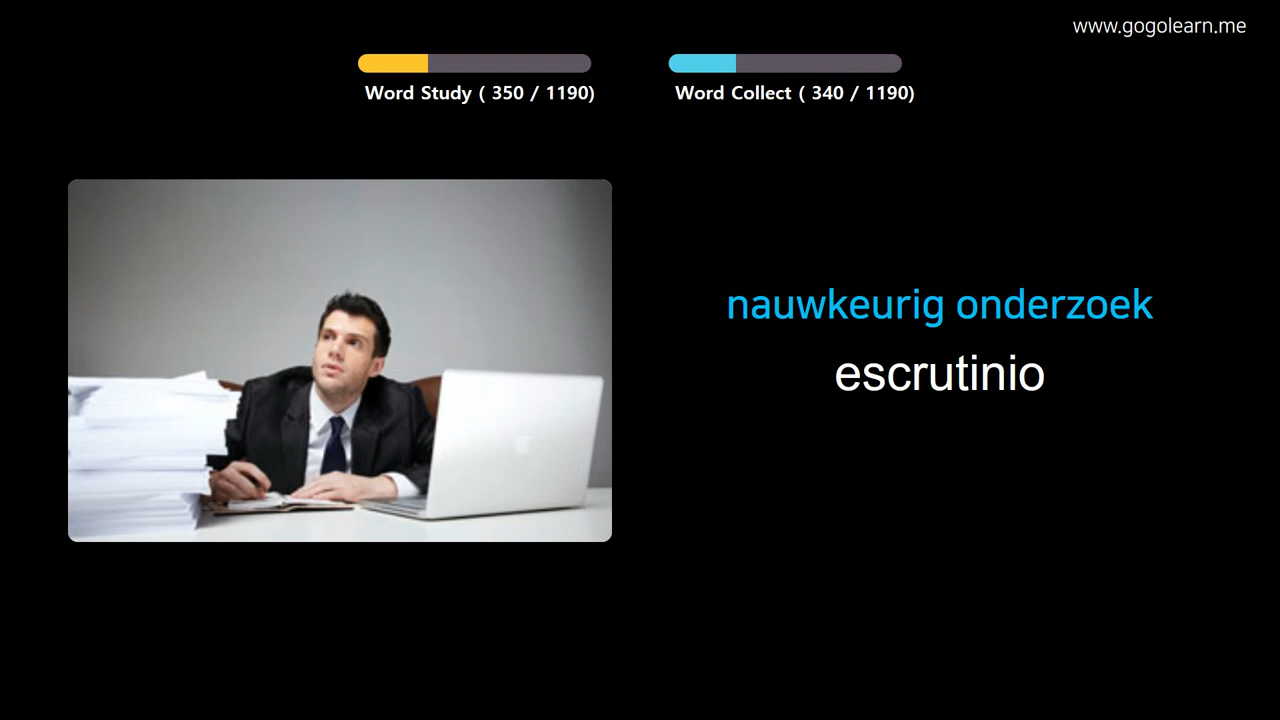 www.gogolearn.me
Word Study ( 350 / 1190)
Word Collect ( 340 / 1190)
nauwkeurig onderzoek
escrutinio